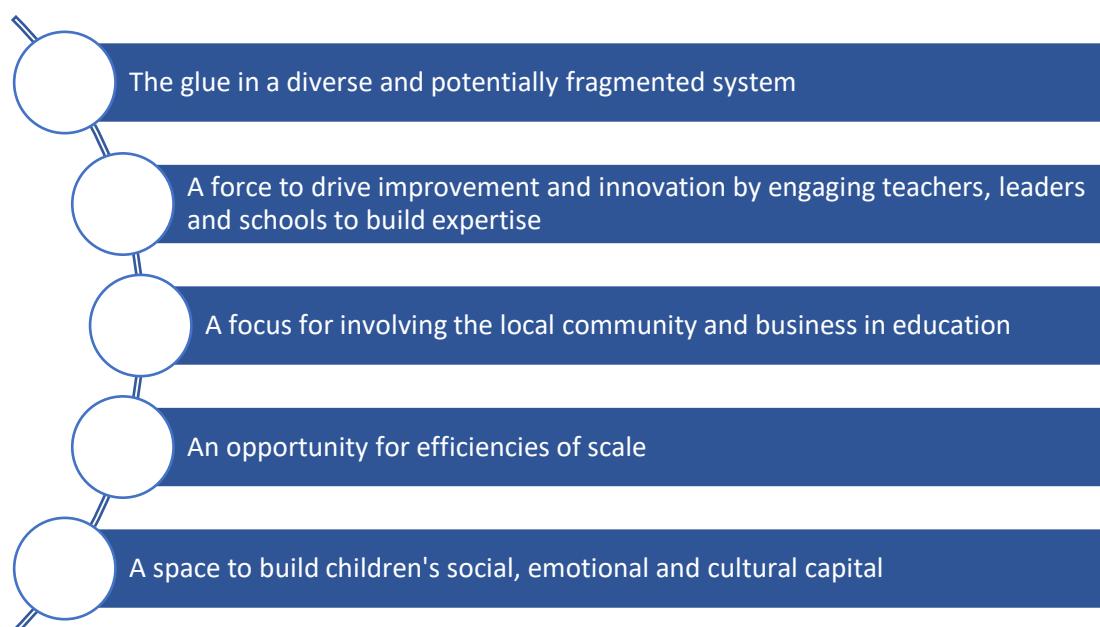 The glue in a diverse and potentially fragmented system
A force to drive improvement and innovation by engaging teachers, leaders
and schools to build expertise
A focus for involving the local community and business in education
An opportunity for efficiencies of scale
A space to build children's social, emotional and cultural capital